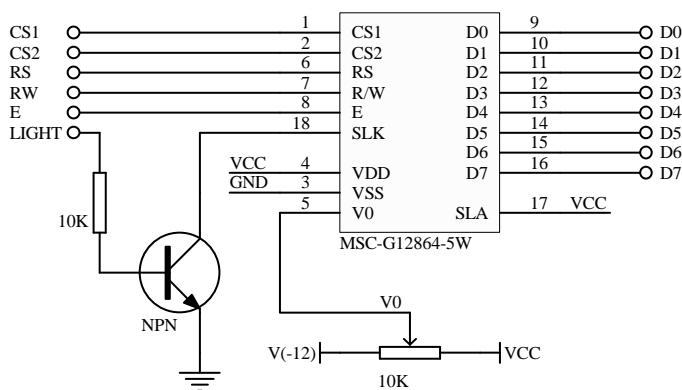 CS1 1 CS1 D0 9 D0
CS2 2 CS2 D1 10 D1
RS 6 RS D2 11 D2
RW 7 R/W D3 12 D3
E 8 E D4 13 D4
LIGHT 18 SLK D5 14 D5
D6 15 D6
VCC 4 VDD D7 16 D7
GND 3 VSS
5 V0 SLA 17 VCC
10K
MSC-G12864-5W
NPN
V0
V(-12) VCC
10K